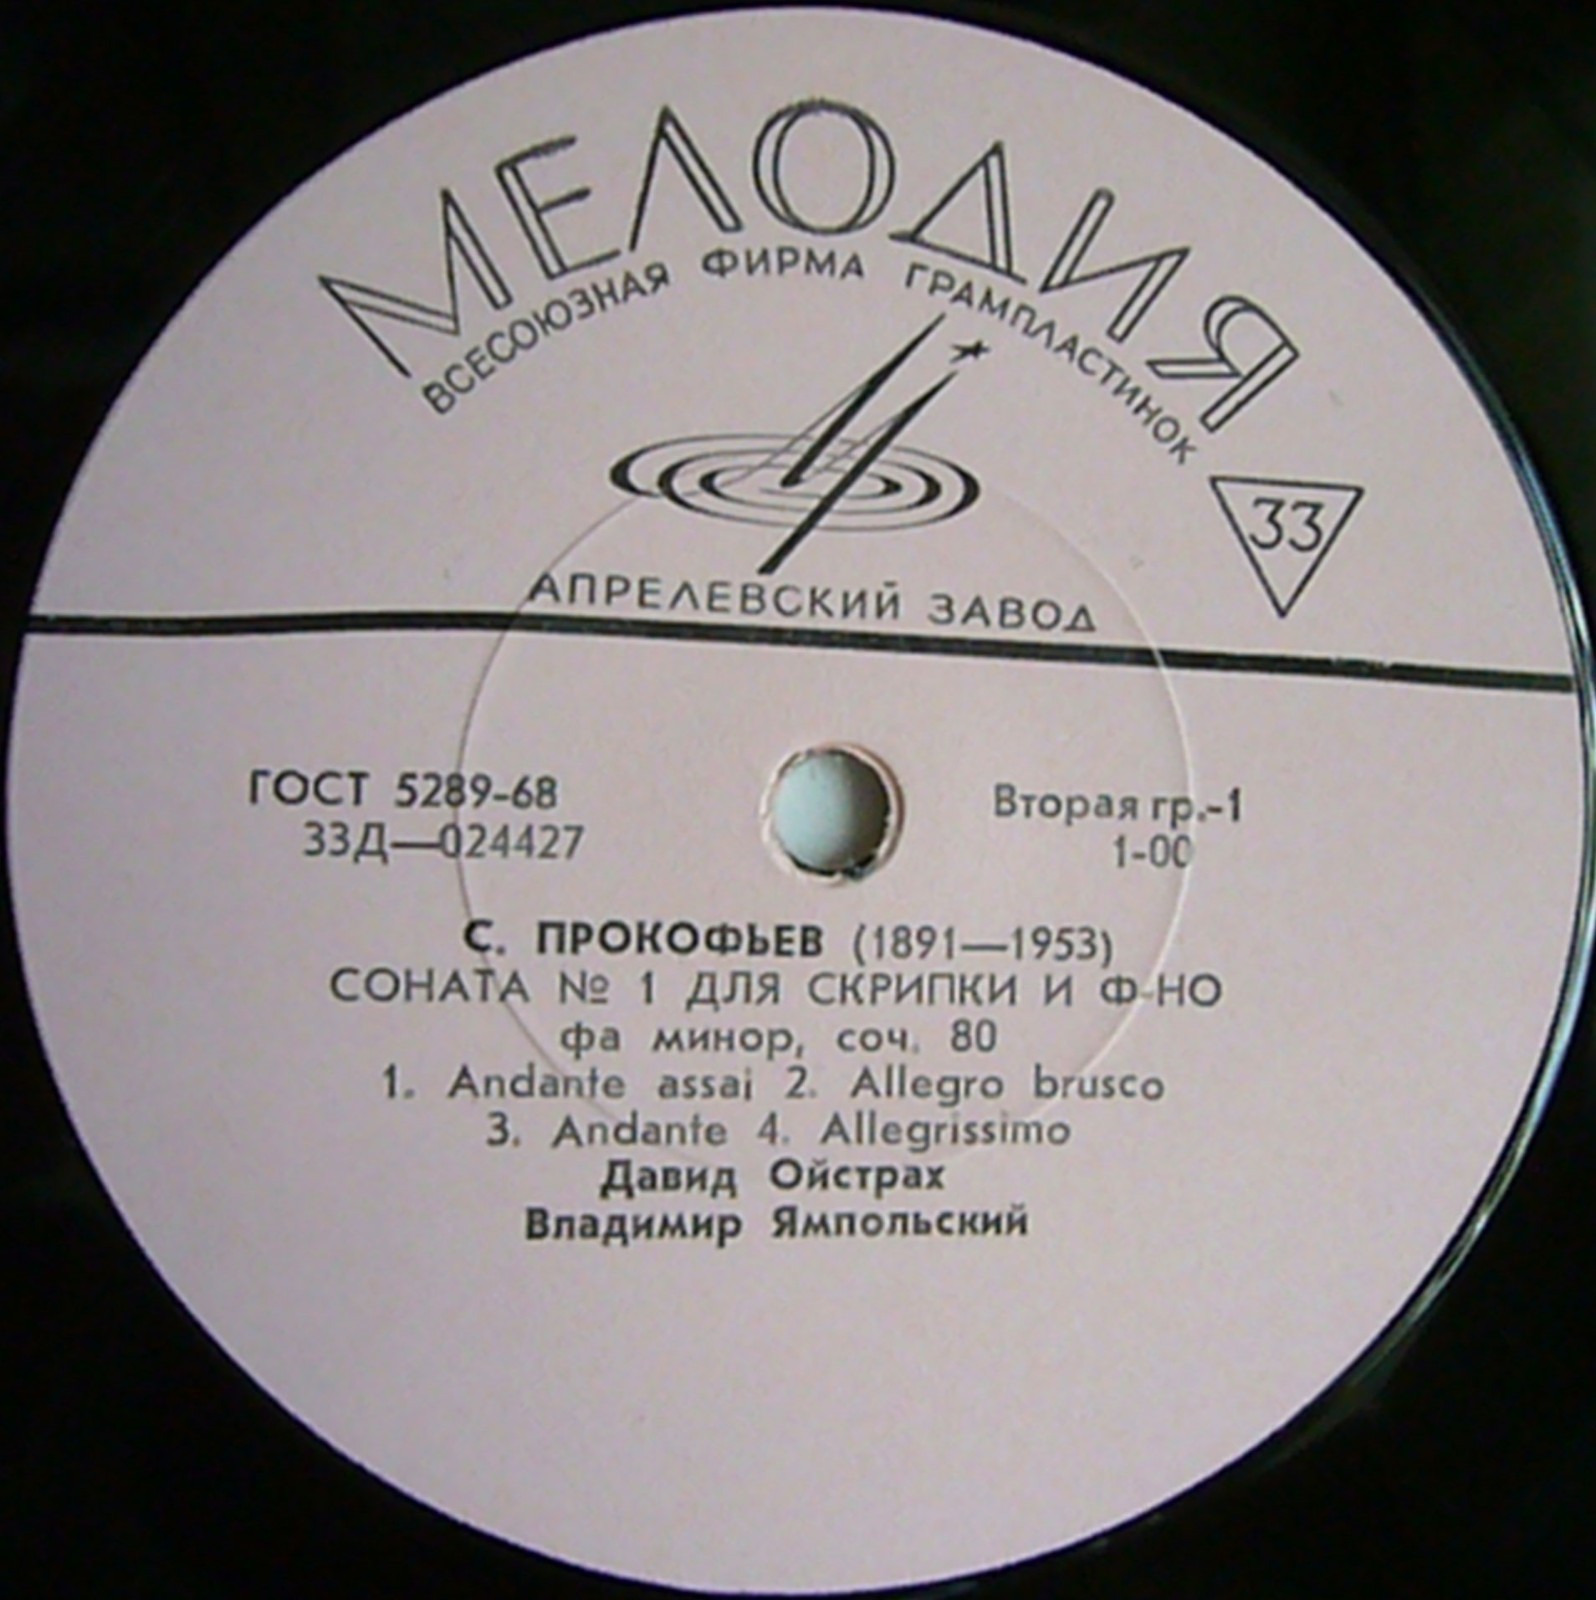 МЕЛОДИЯ
ВСЕСОЮЗНАЯ ФИРМА ГРАМПЛАСТИНОК
33
АПРЕЛЕВСКИЙ ЗАВОД
ГОСТ 5289-68
33Д—024427
Вторая гр.-1
1-00
С. ПРОКОФЬЕВ (1891—1953)
СОНАТА № 1 ДЛЯ СКРИПКИ И Ф-НО
фа минор, соч. 80
1. Andante assai 2. Allegro brusco
3. Andante 4. Allegrissimo
Давид Ойстрах
Владимир Ямпольский